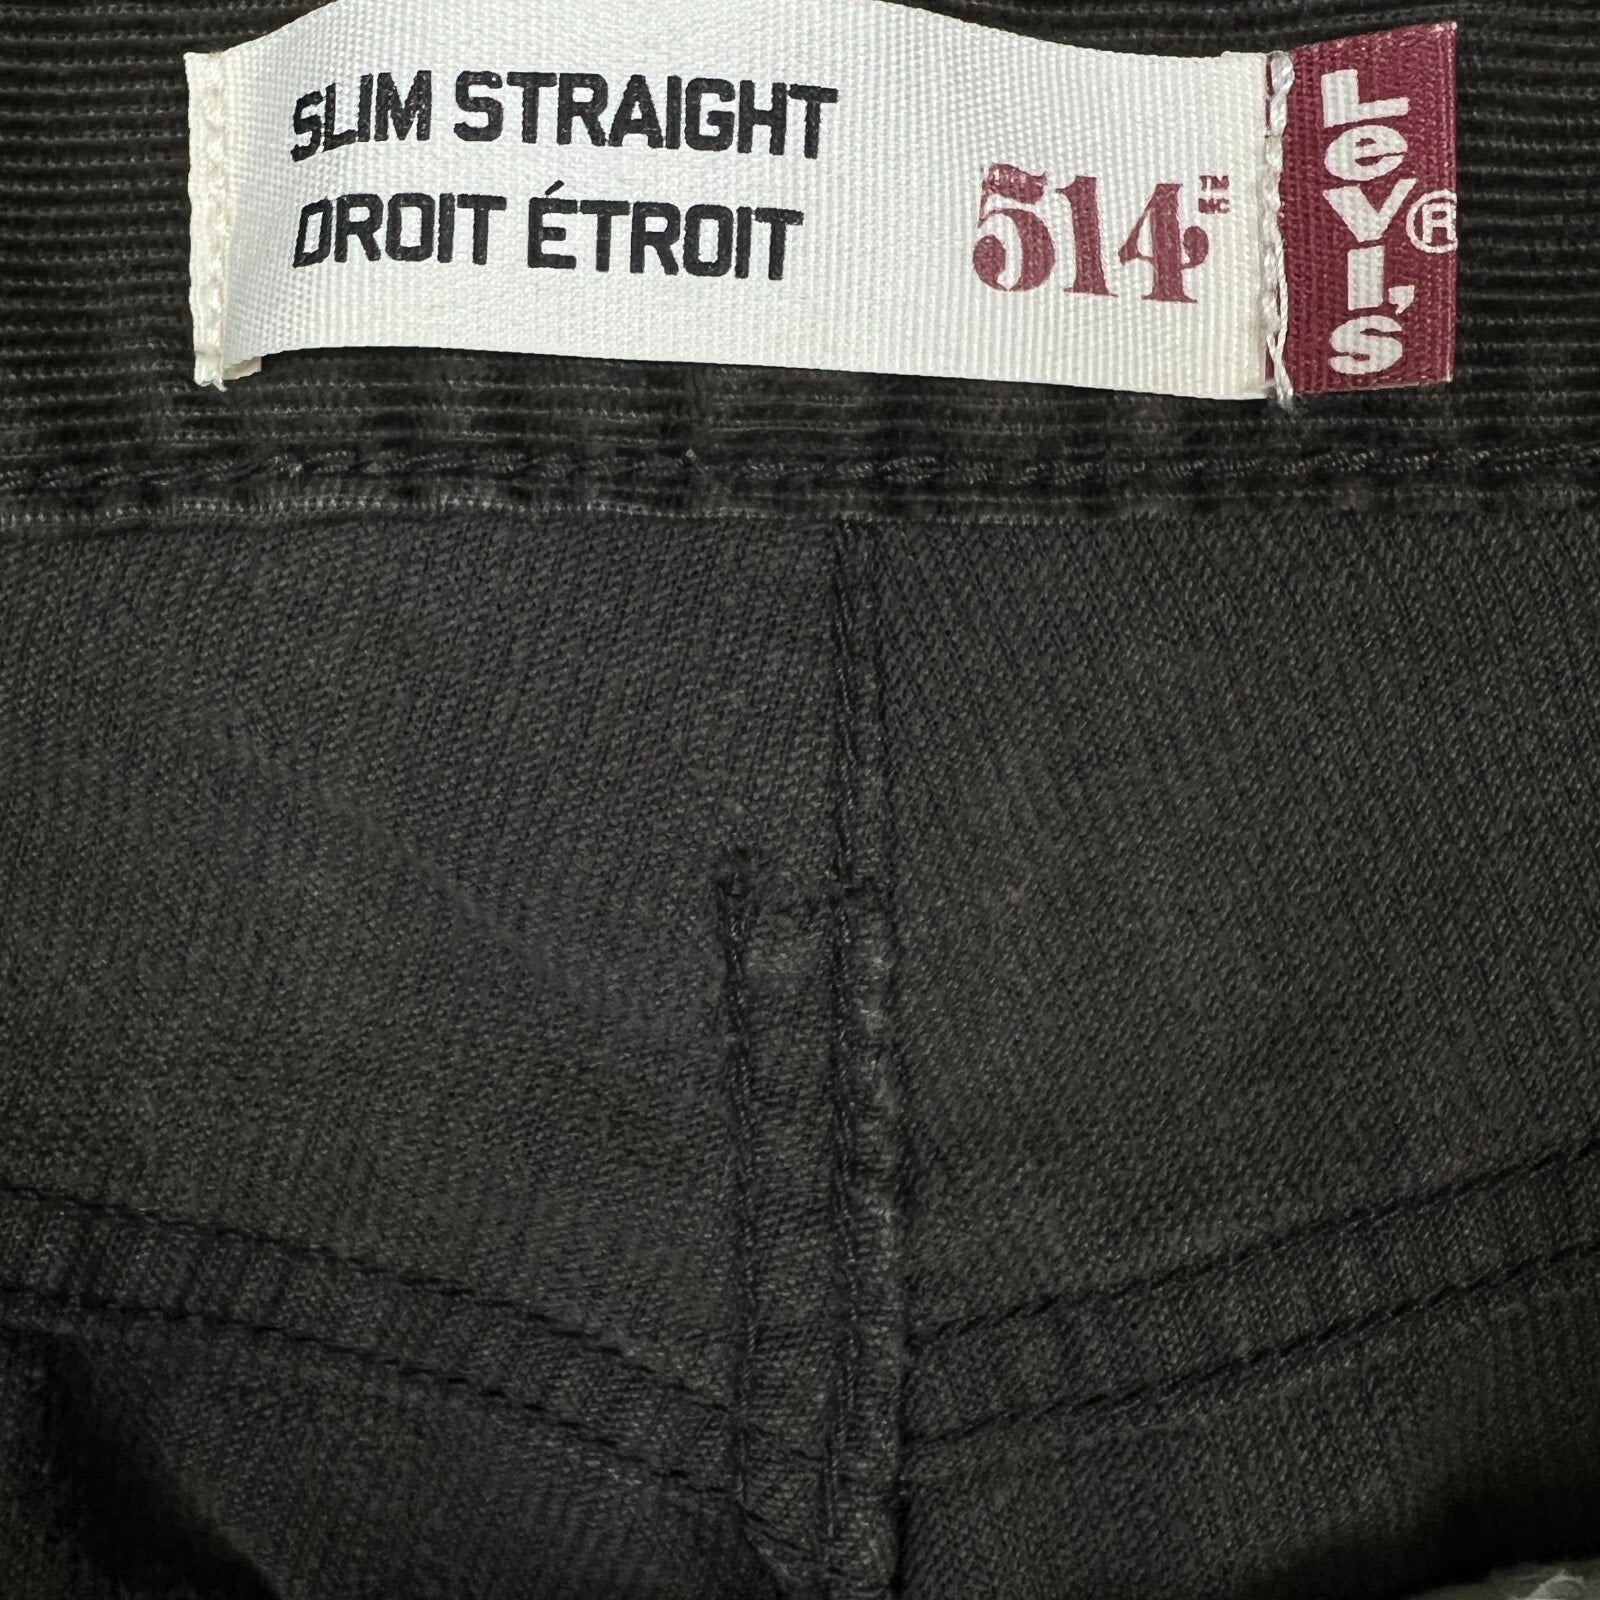 SLIM STRAIGHT
DROIT ÉTROIT
514 TM MC
Levi's ®